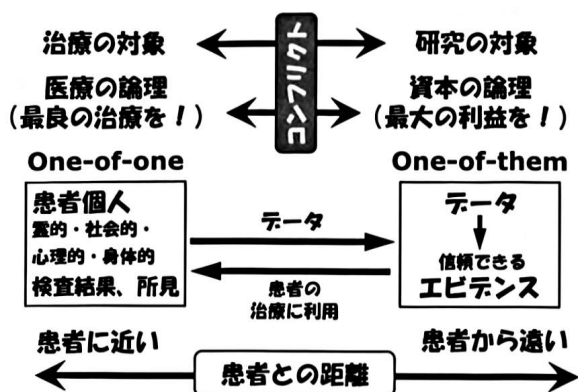 治療の対象
コンフリクト
研究の対象
医療の論理
(最良の治療を!)
資本の論理
(最大の利益を!)
One-of-one
One-of-them
患者個人
霊的・社会的・
心理的・身体的
検査結果、所見
データ
患者の
治療に利用
データ
信頼できる
エビデンス
患者に近い
患者から遠い
患者との距離